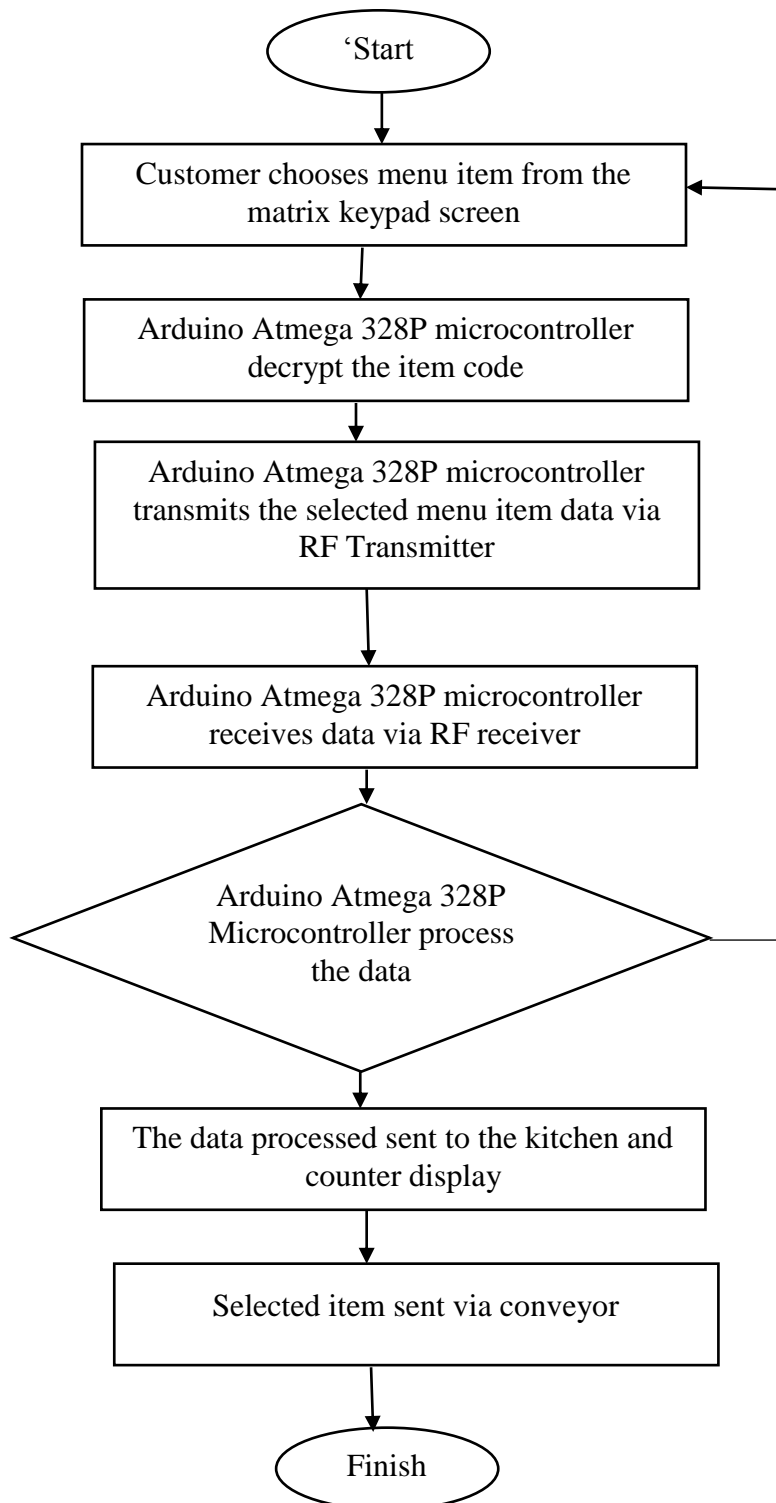 ‘Start
Customer chooses menu item from the
matrix keypad screen
Arduino Atmega 328P microcontroller
decrypt the item code
Arduino Atmega 328P microcontroller
transmits the selected menu item data via
RF Transmitter
Arduino Atmega 328P microcontroller
receives data via RF receiver
Arduino Atmega 328P
Microcontroller process
the data
The data processed sent to the kitchen and
counter display
Selected item sent via conveyor
Finish